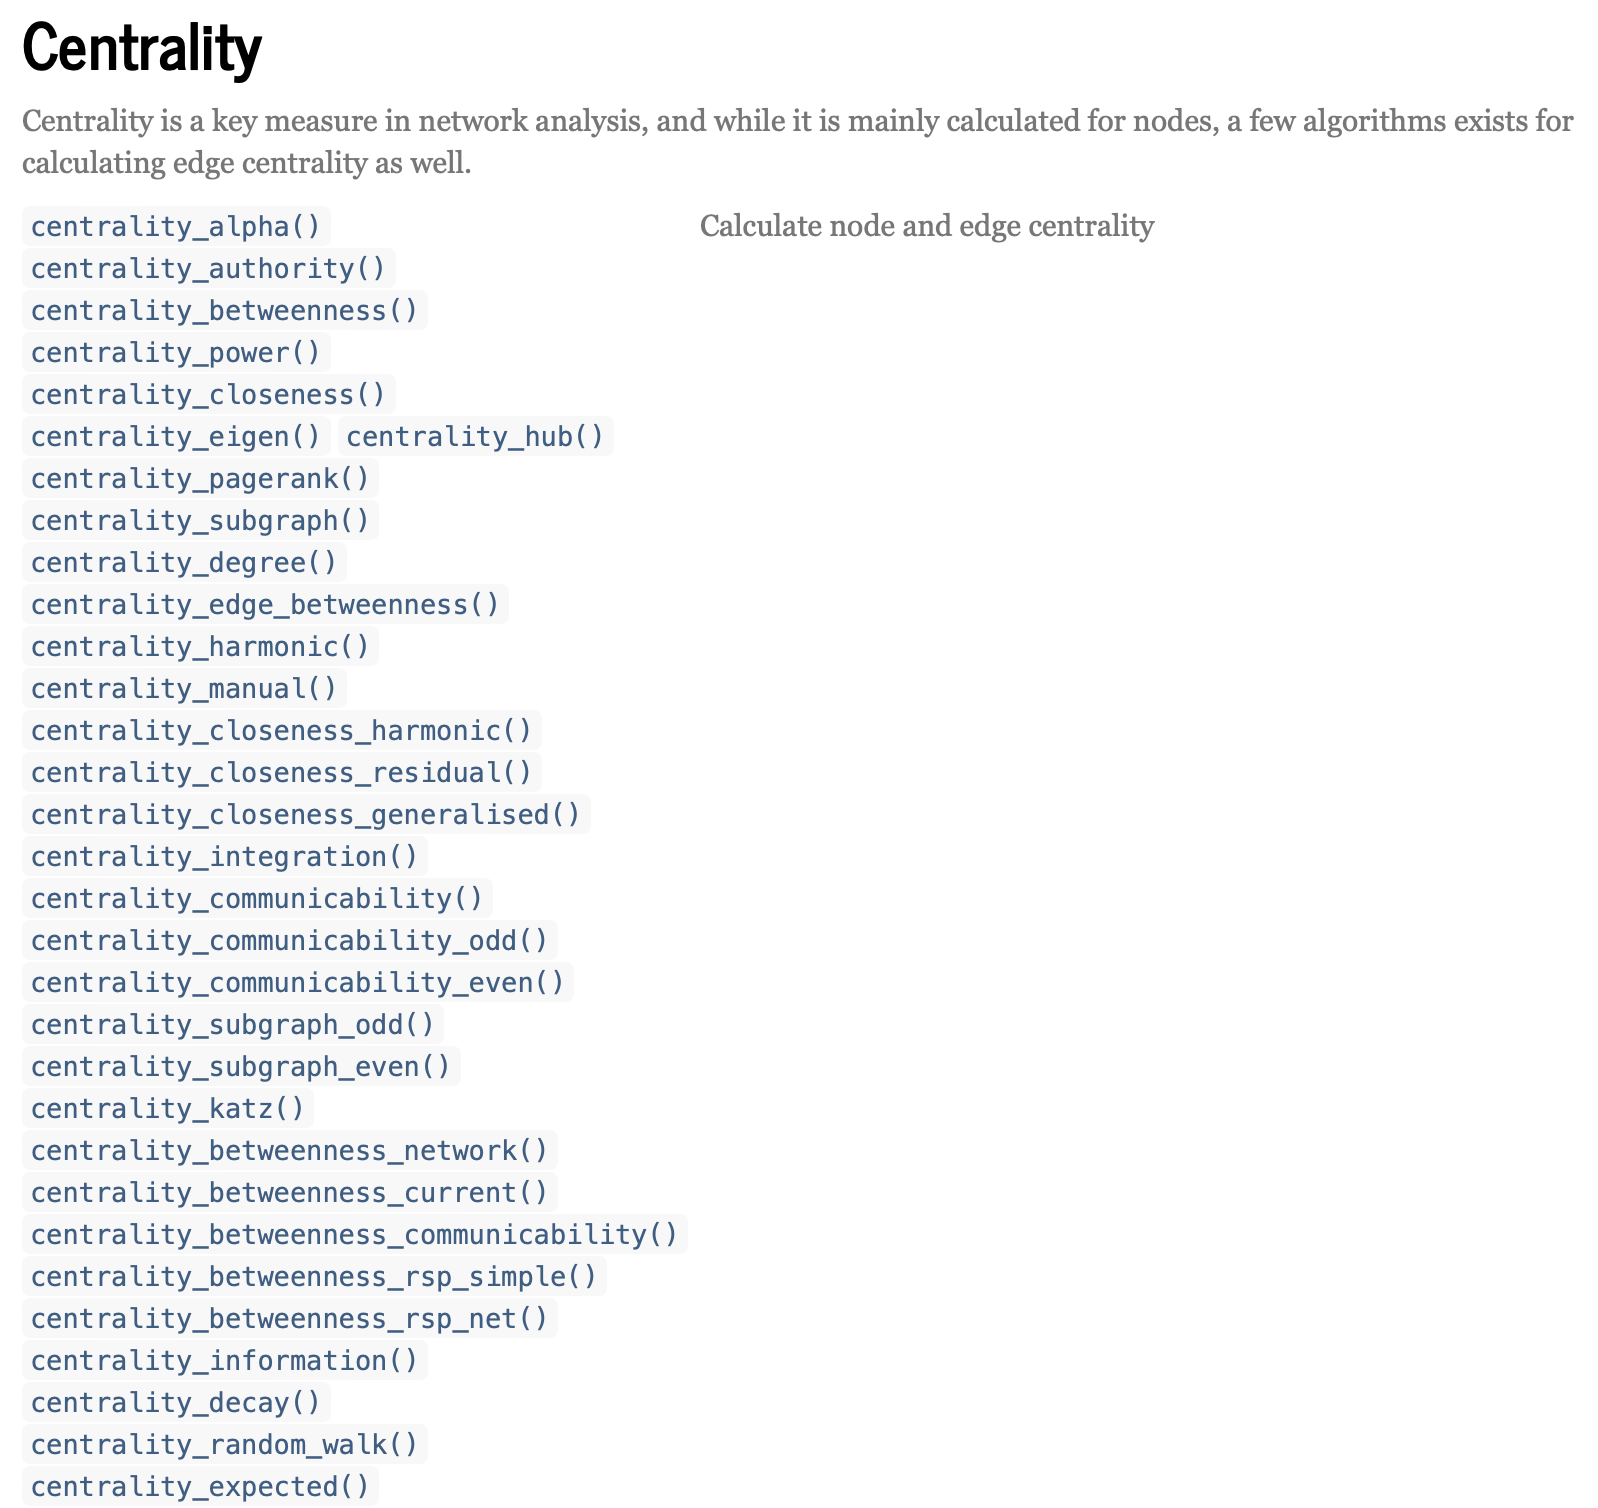 Centrality
Centrality is a key measure in network analysis, and while it is mainly calculated for nodes, a few algorithms exists for
calculating edge centrality as well.
centrality_alpha() Calculate node and edge centrality
centrality_authority()
centrality_betweenness()
centrality_power()
centrality_closeness()
centrality_eigen() centrality_hub()
centrality_pagerank()
centrality_subgraph()
centrality_degree()
centrality_edge_betweenness()
centrality_harmonic()
centrality_manual()
centrality_closeness_harmonic()
centrality_closeness_residual()
centrality_closeness_generalised()
centrality_integration()
centrality_communicability()
centrality_communicability_odd()
centrality_communicability_even()
centrality_subgraph_odd()
centrality_subgraph_even()
centrality_katz()
centrality_betweenness_network()
centrality_betweenness_current()
centrality_betweenness_communicability()
centrality_betweenness_rsp_simple()
centrality_betweenness_rsp_net()
centrality_information()
centrality_decay()
centrality_random_walk()
centrality_expected()